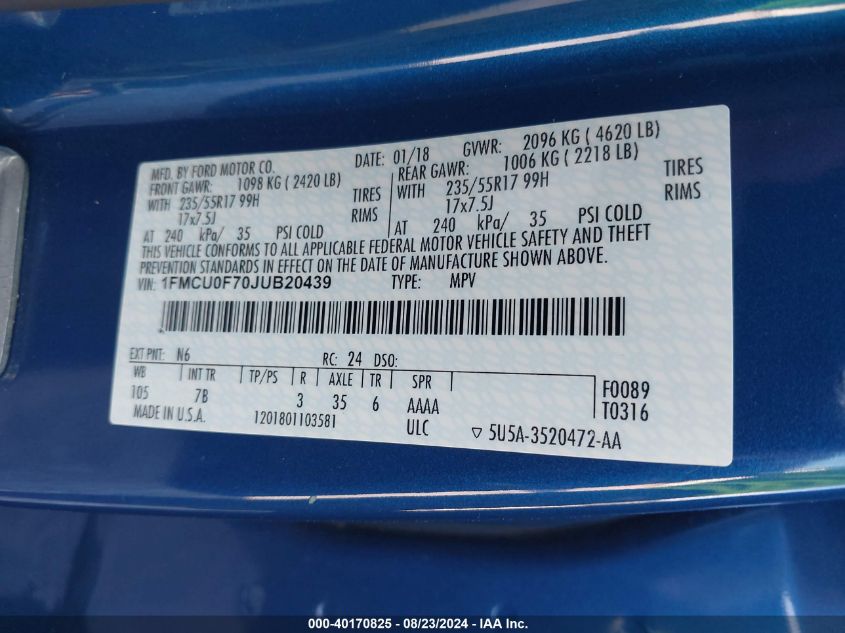 MFD. BY FORD MOTOR CO. DATE: 01/18 GVWR: 2096 KG ( 4620 LB)
FRONT GAWR: 1098 KG ( 2420 LB) REAR GAWR: 1006 KG ( 2218 LB)
WITH 235/55R17 99H TIRES WITH 235/55R17 99H TIRES
17x7.5J RIMS 17x7.5J RIMS
AT 240 kPa/ 35 PSI COLD AT 240 kPa/ 35 PSI COLD
THIS VEHICLE CONFORMS TO ALL APPLICABLE FEDERAL MOTOR VEHICLE SAFETY AND THEFT
PREVENTION STANDARDS IN EFFECT ON THE DATE OF MANUFACTURE SHOWN ABOVE.
VIN: 1FMCU0F70JUB20439 TYPE: MPV
EXT PNT: N6 RC: 24 DSO:
WB INT TR TP/PS R AXLE TR SPR F0089
105 7B 3 35 6 AAAA T0316
MADE IN U.S.A. 1201801103581 ULC ▽ 5U5A-3520472-AA
000-40170825 - 08/23/2024 - IAA Inc.